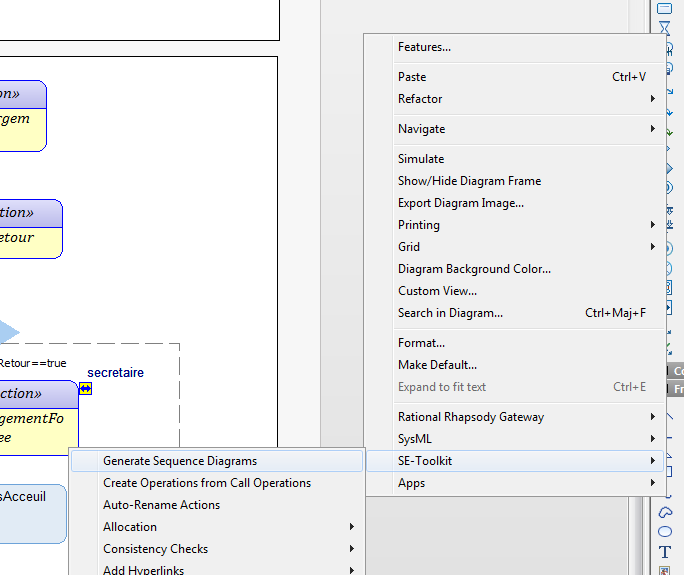 on»
rgem
tion»
etour
Retour==true
secretaire
ction»
gementFo
ee
sAcceuil
Features...
Paste Ctrl+V
Refactor
Navigate
Simulate
Show/Hide Diagram Frame
Export Diagram Image...
Printing
Grid
Diagram Background Color...
Custom View...
Search in Diagram... Ctrl+Maj+F
Format...
Make Default...
Expand to fit text Ctrl+E
Rational Rhapsody Gateway
SysML
SE-Toolkit
Apps
Generate Sequence Diagrams
Create Operations from Call Operations
Auto-Rename Actions
Allocation
Consistency Checks
Add Hyperlinks
Co
Fr
T